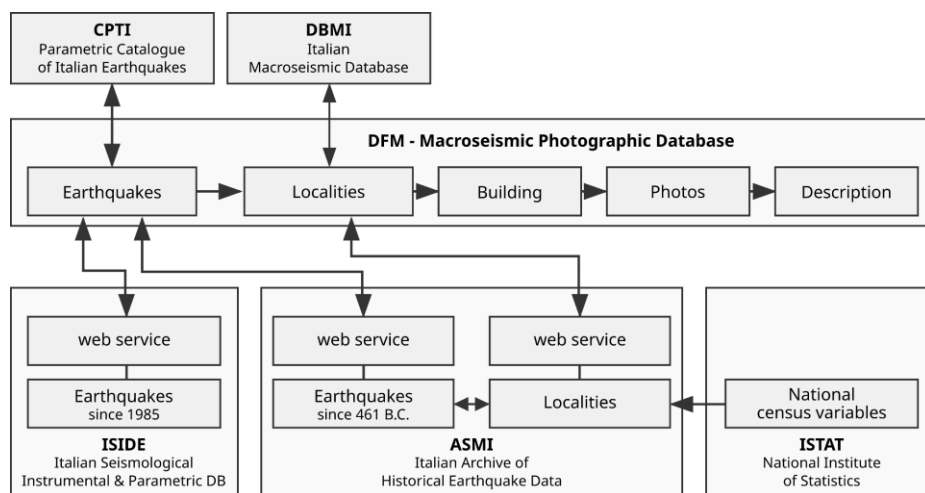 CPTI
Parametric Catalogue
of Italian Earthquakes
DBMI
Italian
Macroseismic Database
DFM - Macroseismic Photographic Database
Earthquakes
Localities
Building
Photos
Description
web service
Earthquakes
since 1985
ISIDE
Italian Seismological
Instrumental & Parametric DB
web service
web service
Earthquakes
since 461 B.C.
Localities
ASMI
Italian Archive of
Historical Earthquake Data
National
census variables
ISTAT
National Institute
of Statistics